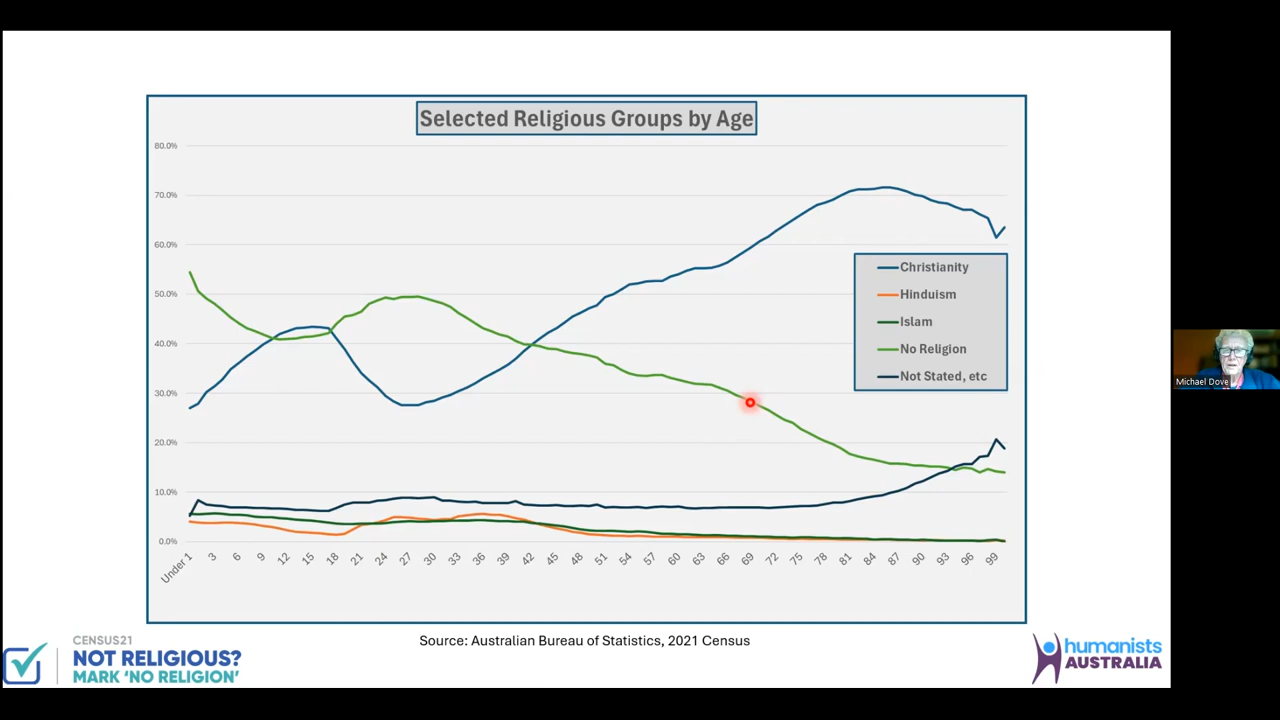 Selected Religious Groups by Age
80.0%
70.0%
60.0%
50.0%
40.0%
30.0%
20.0%
10.0%
0.0%
Under 1 3 6 9 12 15 18 21 24 27 30 33 36 39 42 45 48 51 54 57 60 63 66 69 72 75 78 81 84 87 90 93 96 99
Christianity
Hinduism
Islam
No Religion
Not Stated, etc
Michael Dove
Source: Australian Bureau of Statistics, 2021 Census
CENSUS21
NOT RELIGIOUS?
MARK 'NO RELIGION'
humanists
AUSTRALIA